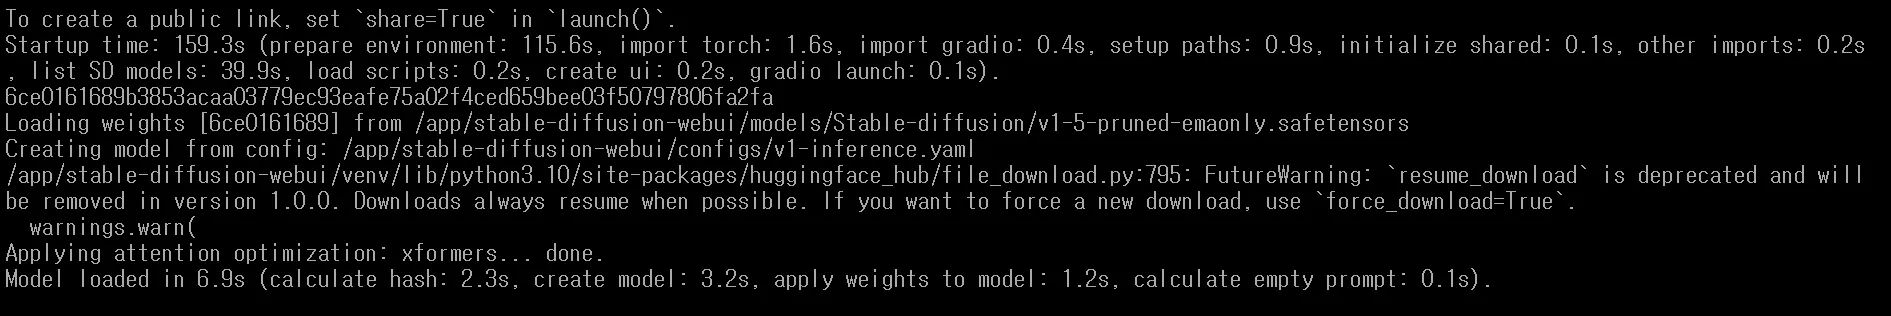 To create a public link, set `share=True` in `launch()`.
Startup time: 159.3s (prepare environment: 115.6s, import torch: 1.6s, import gradio: 0.4s, setup paths: 0.9s, initialize shared: 0.1s, other imports: 0.2s
, list SD models: 39.9s, load scripts: 0.2s, create ui: 0.2s, gradio launch: 0.1s).
6ce0161689b3853acaa03779ec93eafe75a02f4ced659bee03f50797806fa2fa
Loading weights [6ce0161689] from /app/stable-diffusion-webui/models/Stable-diffusion/v1-5-pruned-emaonly.safetensors
Creating model from config: /app/stable-diffusion-webui/configs/v1-inference.yaml
/app/stable-diffusion-webui/venv/lib/python3.10/site-packages/huggingface_hub/file_download.py:795: FutureWarning: `resume_download` is deprecated and will
be removed in version 1.0.0. Downloads always resume when possible. If you want to force a new download, use `force_download=True`.
  warnings.warn(
Applying attention optimization: xformers... done.
Model loaded in 6.9s (calculate hash: 2.3s, create model: 3.2s, apply weights to model: 1.2s, calculate empty prompt: 0.1s).